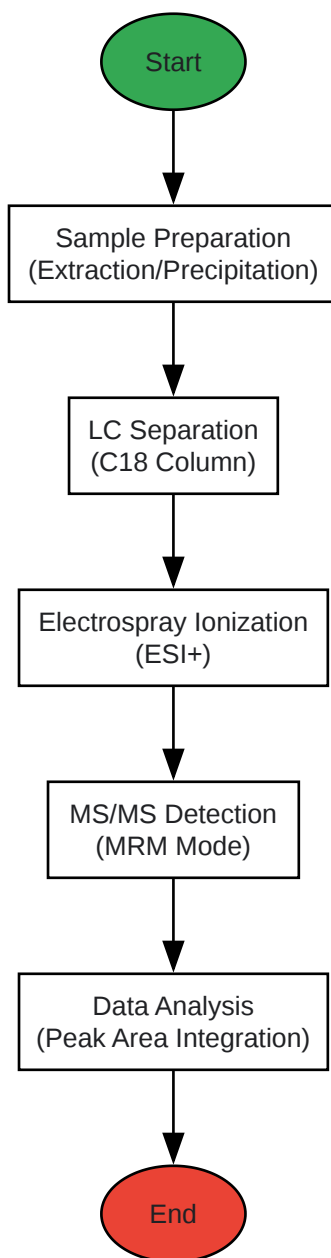 Start
Sample Preparation
(Extraction/Precipitation)
LC Separation
(C18 Column)
Electrospray Ionization
(ESI+)
MS/MS Detection
(MRM Mode)
Data Analysis
(Peak Area Integration)
End